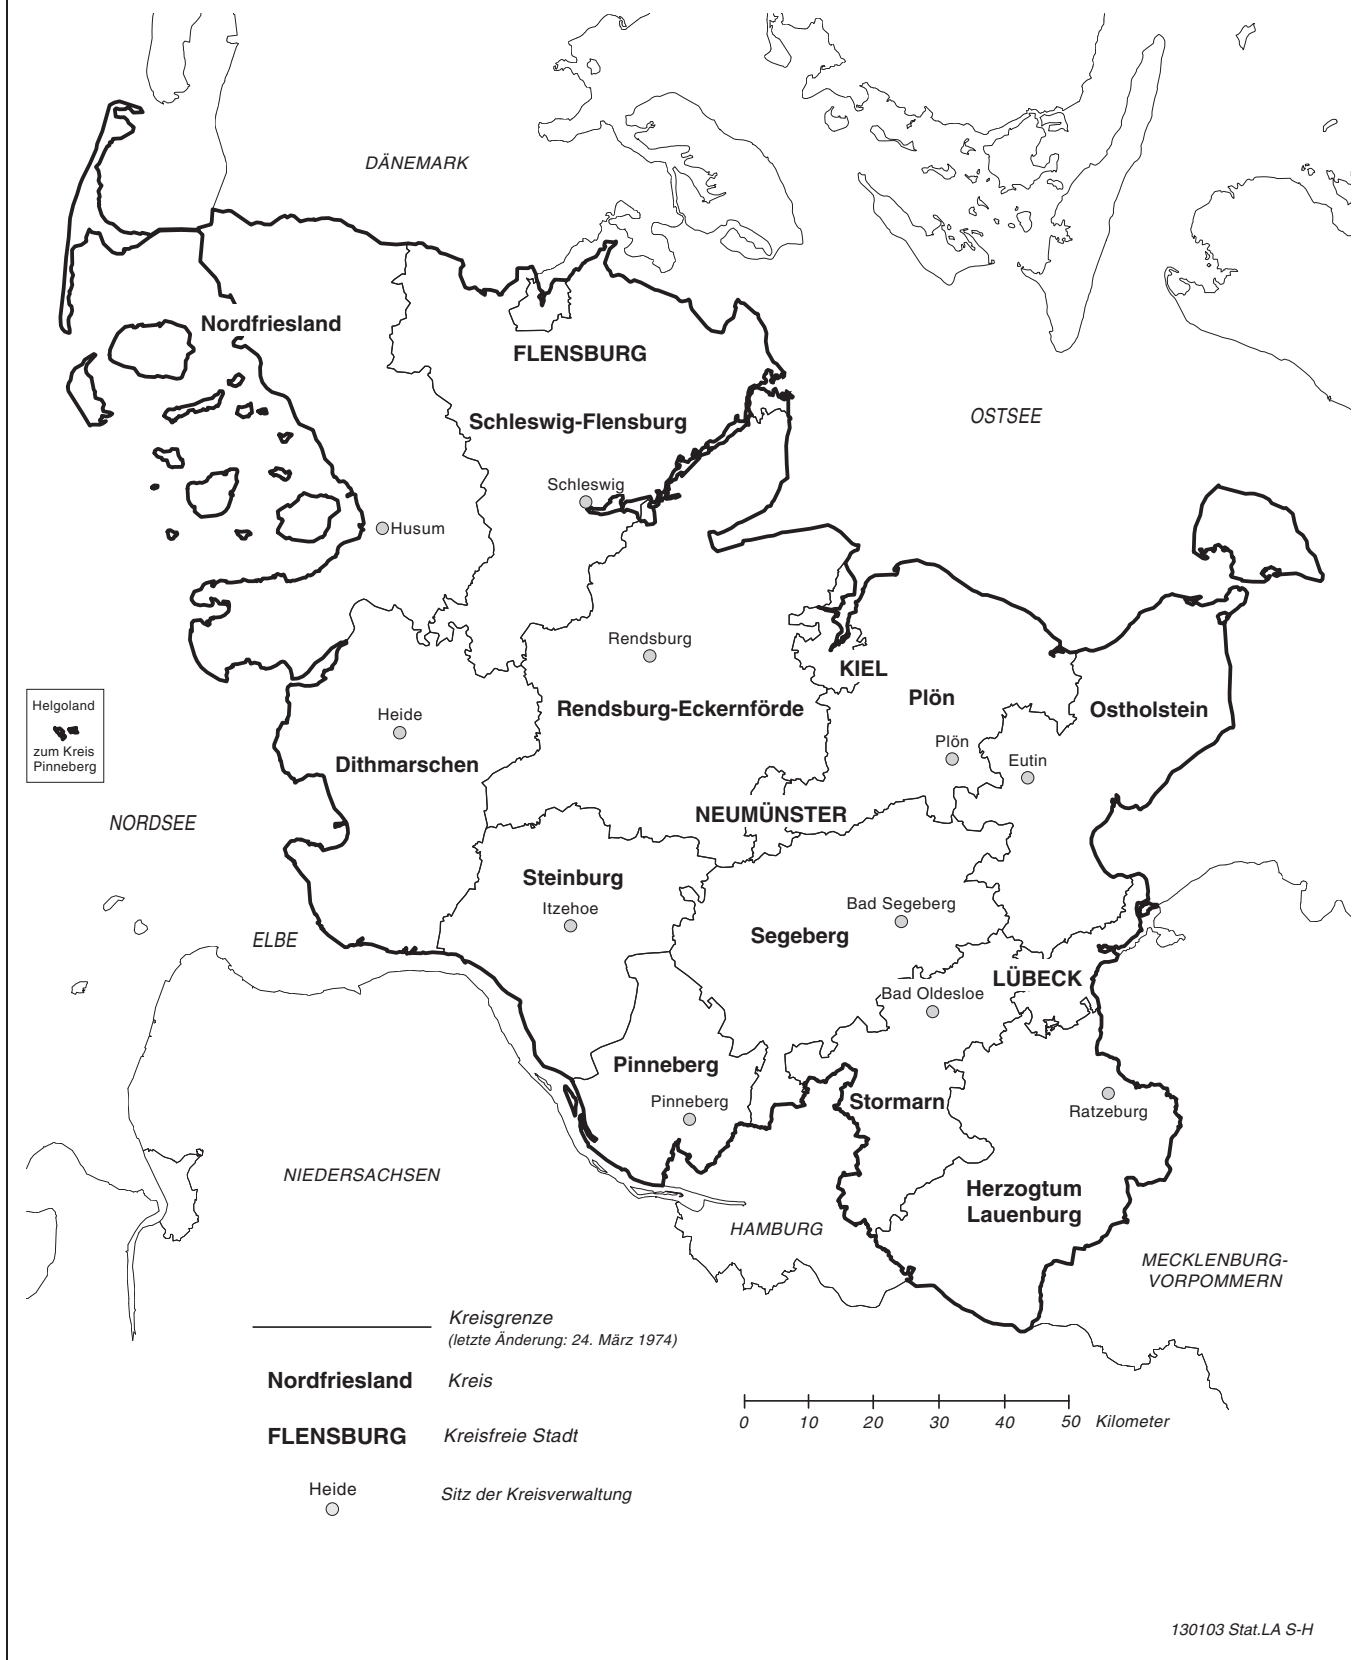 DÄNEMARK
Nordfriesland
FLENSBURG
OSTSEE
Schleswig-Flensburg
Schleswig
Husum
Rendsburg
KIEL
Plön
Helgoland
zum Kreis
Pinneberg
Heide
Rendsburg-Eckernförde
Ostholstein
Plön
Eutin
Dithmarschen
NORDSEE
NEUMÜNSTER
Steinburg
Itzehoe
Bad Segeberg
Segeberg
ELBE
LÜBECK
Bad Oldesloe
Pinneberg
Pinneberg
Stormarn
Ratzeburg
NIEDERSACHSEN
Herzogtum
Lauenburg
HAMBURG
MECKLENBURG-
VORPOMMERN
Kreisgrenze
(letzte Änderung: 24. März 1974)
Nordfriesland Kreis
0 10 20 30 40 50 Kilometer
FLENSBURG Kreisfreie Stadt
Heide Sitz der Kreisverwaltung
130103 Stat.LA S-H